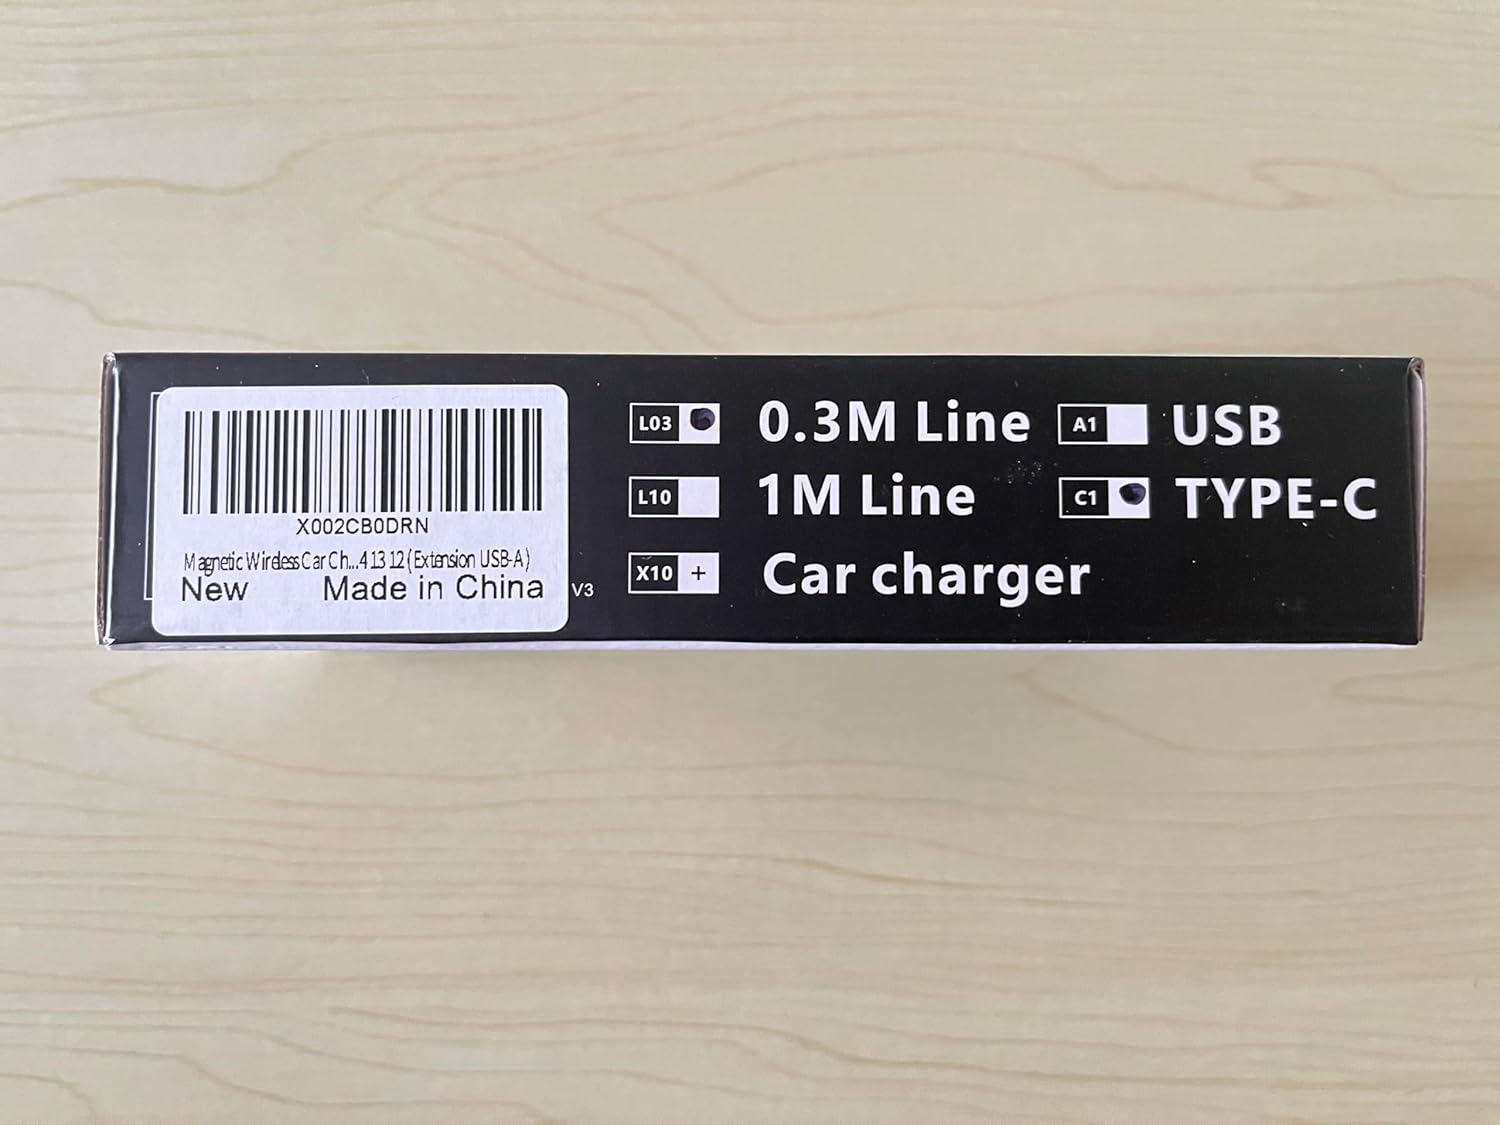 X002CB0DRN
Magnetic Wireless Car Ch...4 13 12 (Extension USB-A)
New Made in China
V3
L03 0.3M Line A1 USB
L10 1M Line C1 TYPE-C
X10 + Car charger